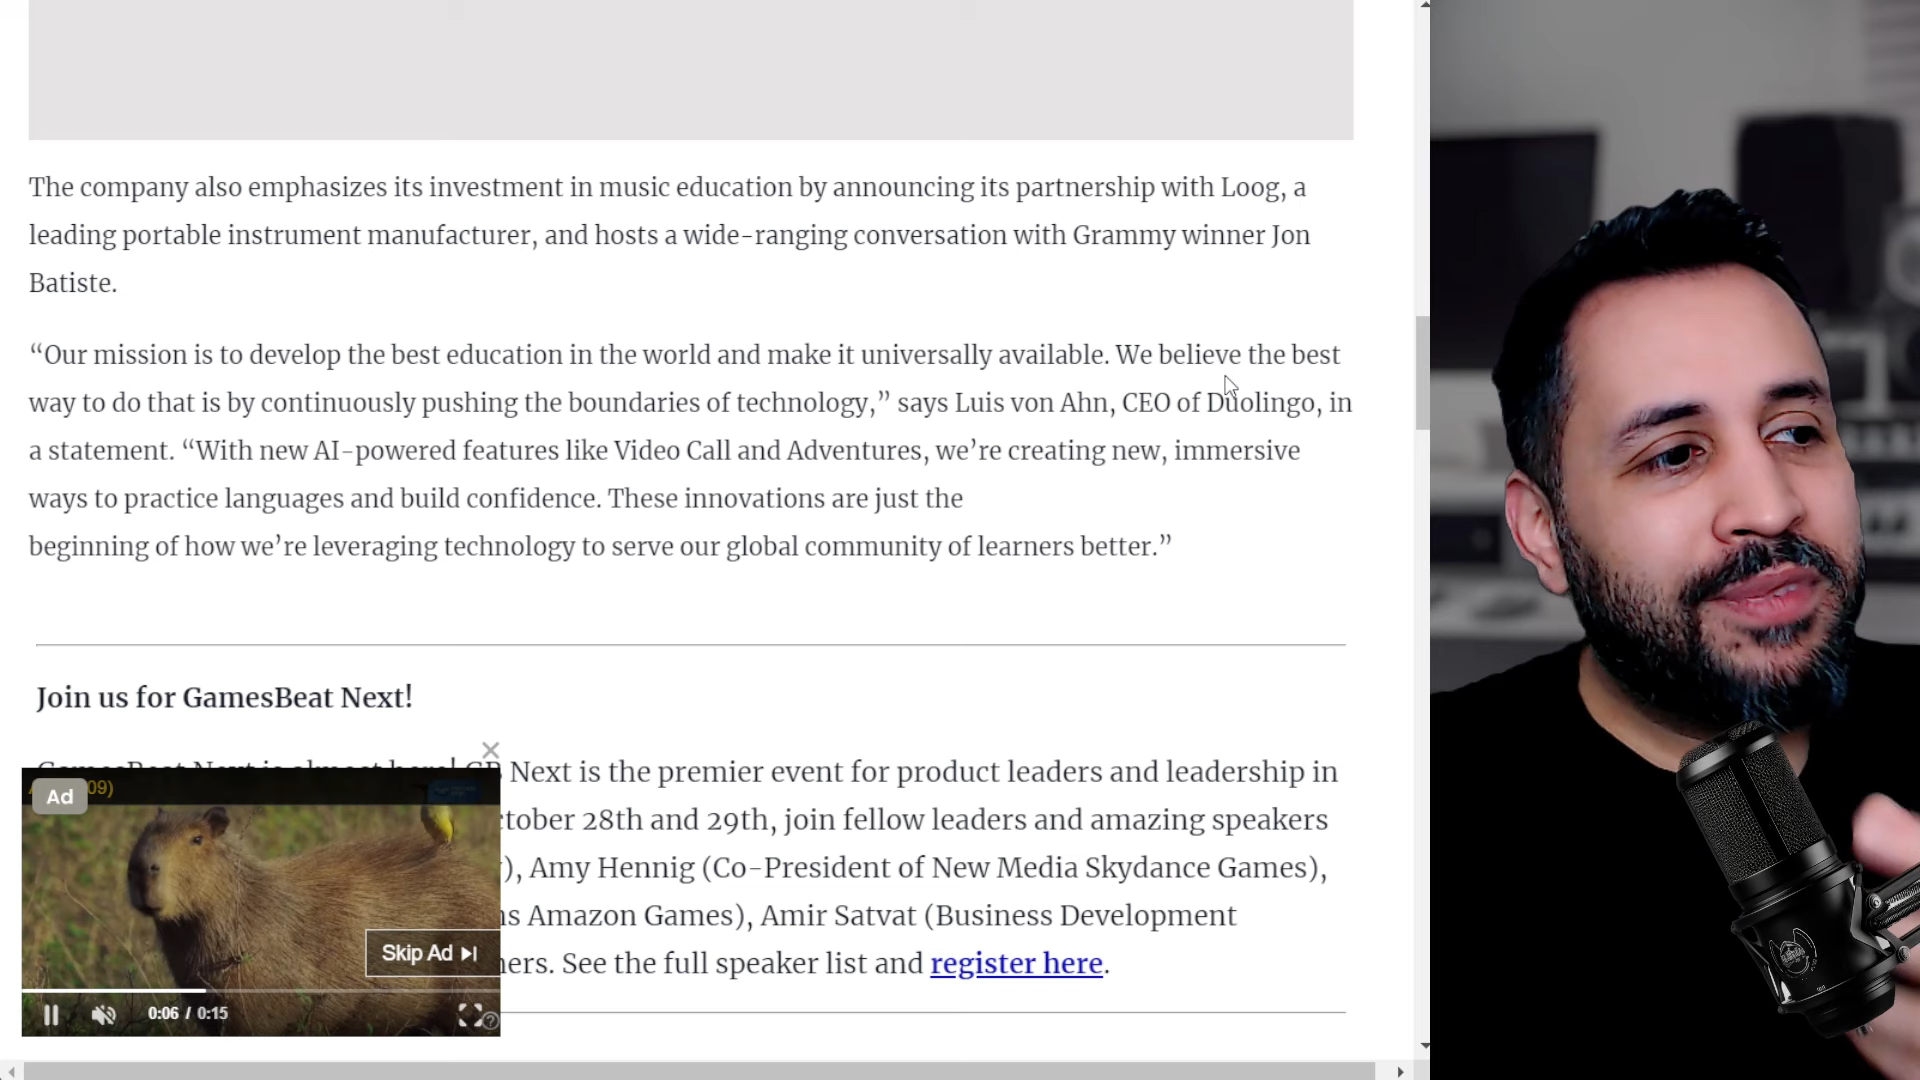 The company also emphasizes its investment in music education by announcing its partnership with Loog, a
leading portable instrument manufacturer, and hosts a wide-ranging conversation with Grammy winner Jon
Batiste.
“Our mission is to develop the best education in the world and make it universally available. We believe the best
way to do that is by continuously pushing the boundaries of technology,” says Luis von Ahn, CEO of Duolingo, in
a statement. “With new AI-powered features like Video Call and Adventures, we’re creating new, immersive
ways to practice languages and build confidence. These innovations are just the
beginning of how we’re leveraging technology to serve our global community of learners better.”
Join us for GamesBeat Next!
GamesBeat Next is almost here! GB Next is the premier event for product leaders and leadership in
October 28th and 29th, join fellow leaders and amazing speakers
), Amy Hennig (Co-President of New Media Skydance Games),
Amazon Games), Amir Satvat (Business Development
See the full speaker list and register here.
09)
Ad
Skip Ad
0:06 / 0:15